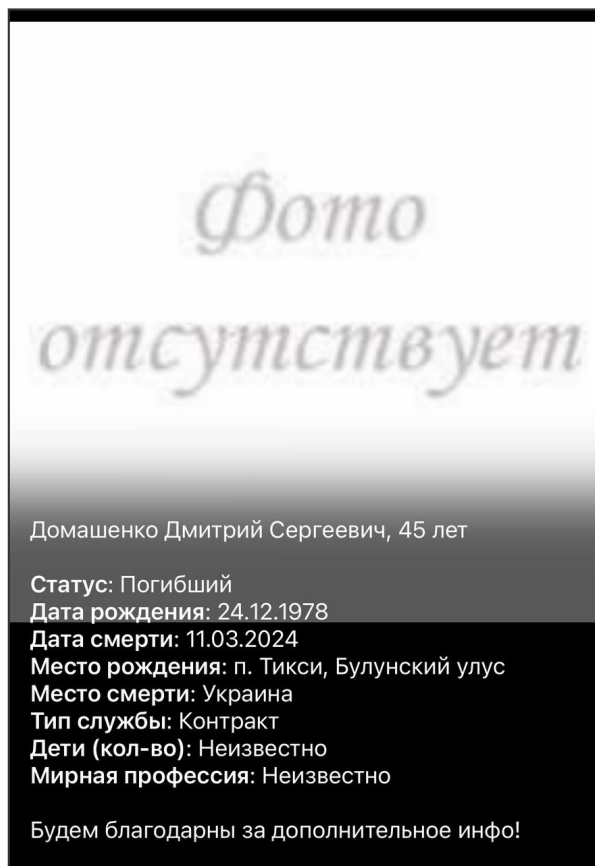 Фото
отсутствует
Домашенко Дмитрий Сергеевич, 45 лет
Статус: Погибший
Дата рождения: 24.12.1978
Дата смерти: 11.03.2024
Место рождения: п. Тикси, Булунский улус
Место смерти: Украина
Тип службы: Контракт
Дети (кол-во): Неизвестно
Мирная профессия: Неизвестно
Будем благодарны за дополнительное инфо!